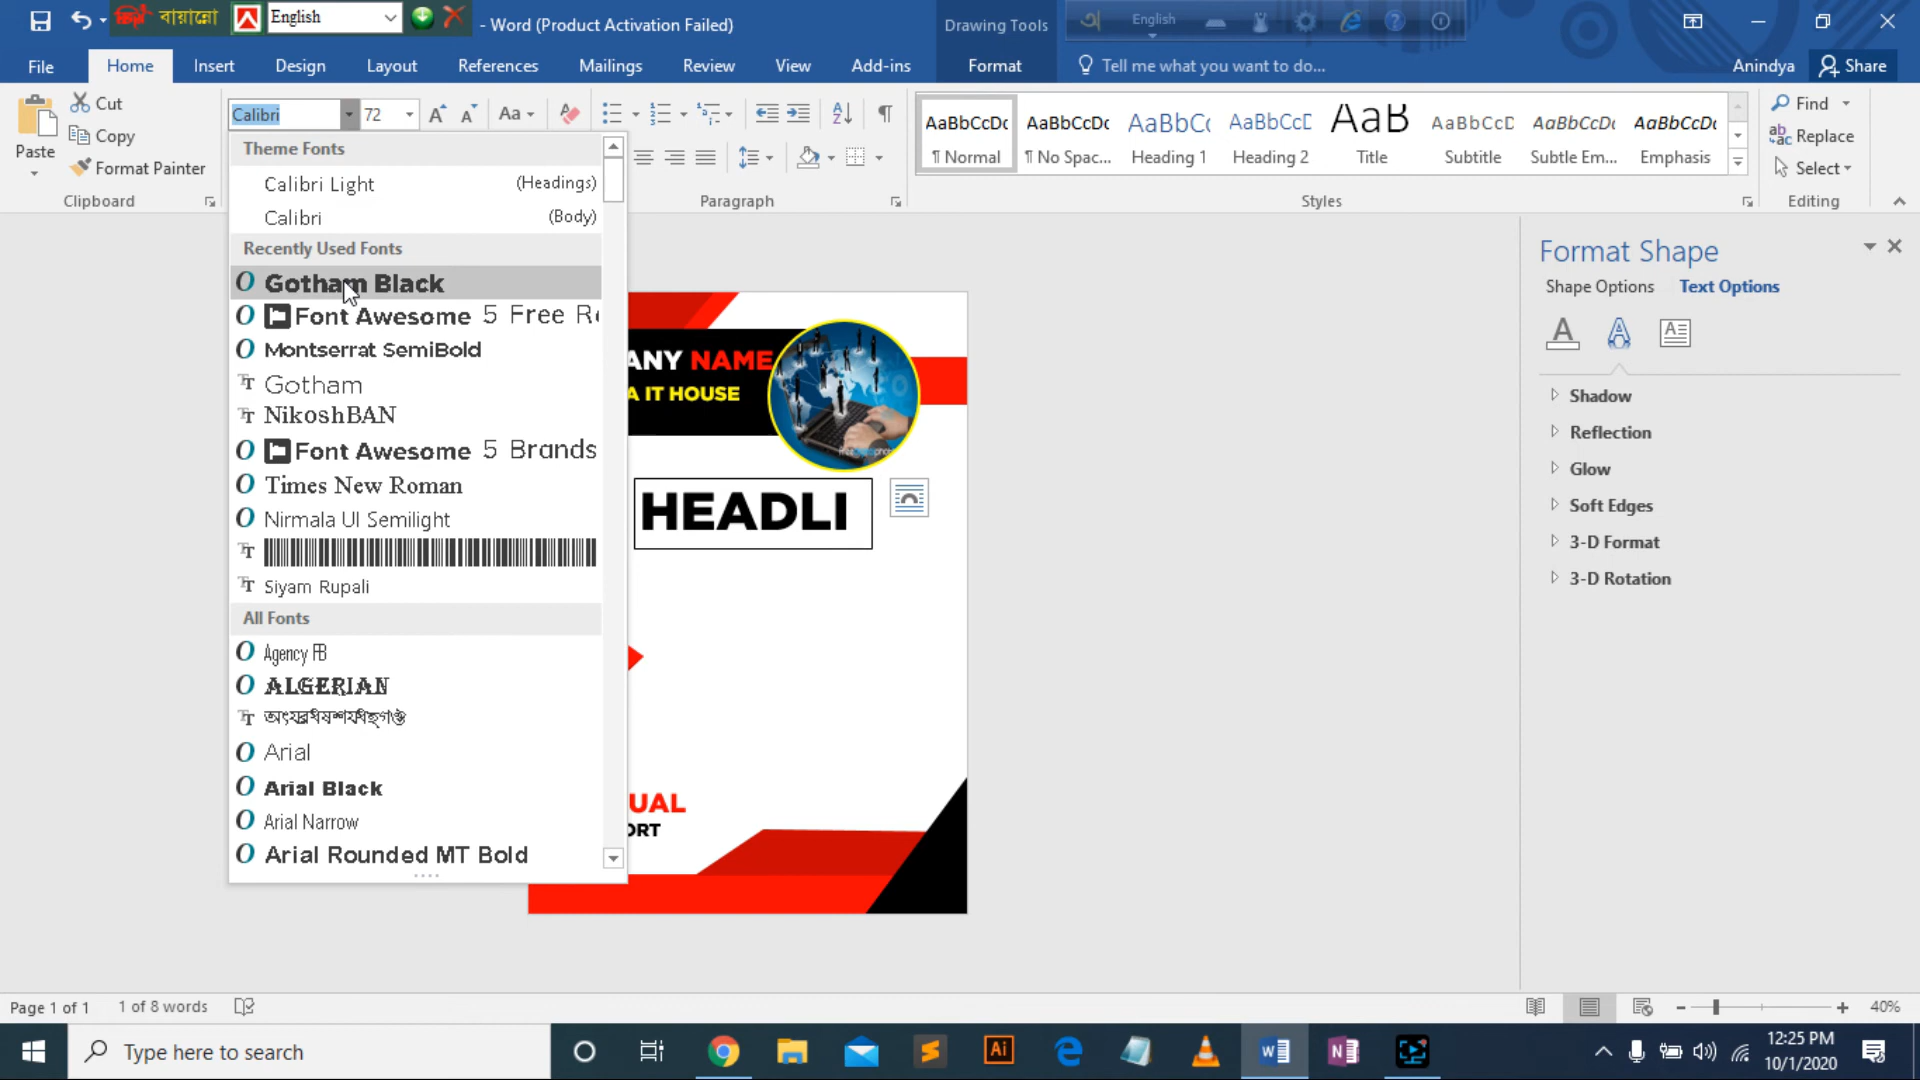 বায়ান্নো
English
- Word (Product Activation Failed)
Drawing Tools
English
File
Home
Insert
Design
Layout
References
Mailings
Review
View
Add-ins
Format
Tell me what you want to do...
Anindya
Share
Paste
Cut
Copy
Format Painter
Clipboard
Calibri
72
Aa
AaBbCcDc
¶ Normal
AaBbCcDc
¶ No Spac...
AaBbCc
Heading 1
AaBbCcD
Heading 2
AaB
Title
AaBbCcD
Subtitle
AaBbCcDc
Subtle Em...
AaBbCcDc
Emphasis
Paragraph
Styles
Find
Replace
Select
Editing
Theme Fonts
Calibri Light (Headings)
Calibri (Body)
Recently Used Fonts
Gotham Black
Font Awesome 5 Free Re
Montserrat SemiBold
Gotham
NikoshBAN
Font Awesome 5 Brands
Times New Roman
Nirmala UI Semilight
Siyam Rupali
All Fonts
Agency FB
ALGERIAN
Arial
Arial Black
Arial Narrow
Arial Rounded MT Bold
ANY NAME
A IT HOUSE
HEADLI
UAL
ORT
Format Shape
Shape Options
Text Options
Shadow
Reflection
Glow
Soft Edges
3-D Format
3-D Rotation
Page 1 of 1
1 of 8 words
40%
Type here to search
12:25 PM
10/1/2020